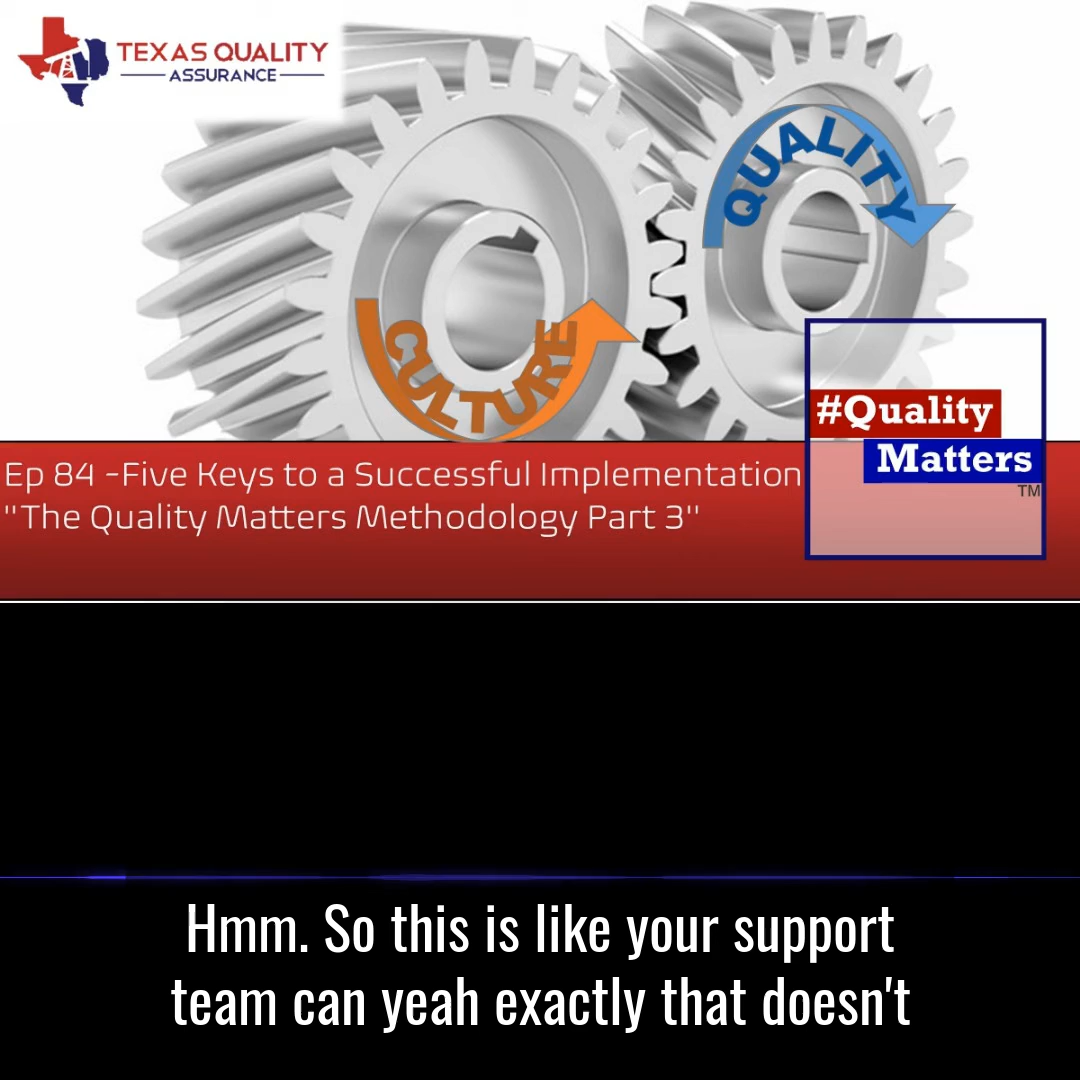 TEXAS QUALITY
ASSURANCE
QUALITY
CULTURE
#Quality
Matters
TM
Ep 84 -Five Keys to a Successful Implementation
"The Quality Matters Methodology Part 3"
Hmm. So this is like your support
team can yeah exactly that doesn't